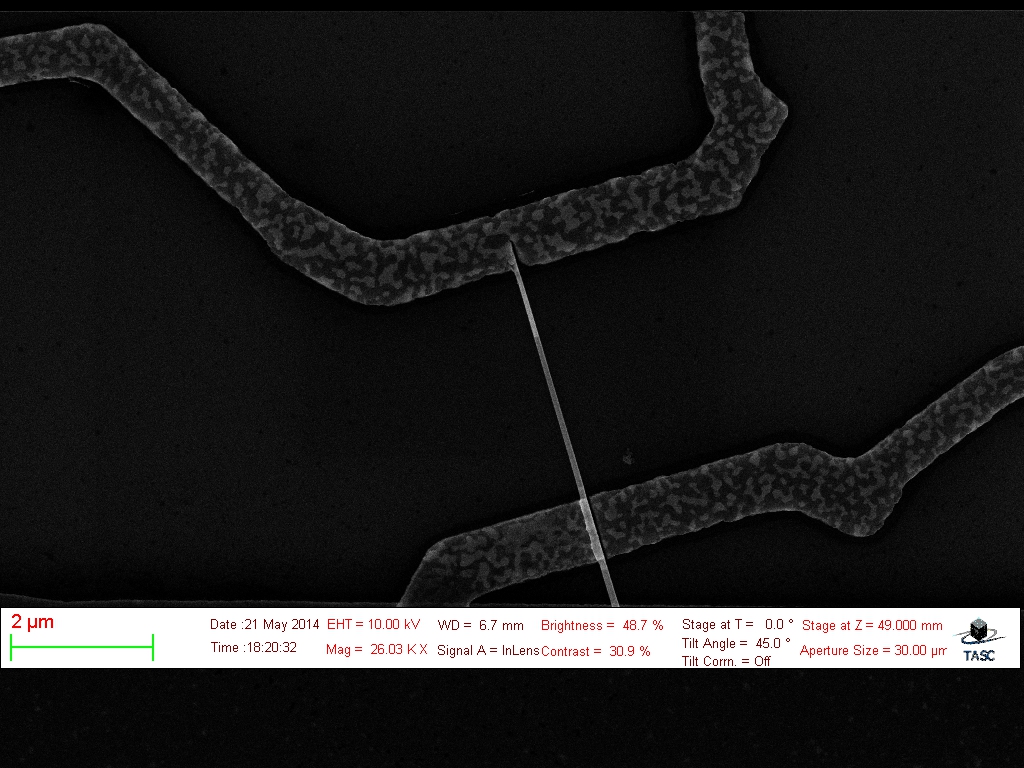 2 µm
Date :21 May 2014 EHT = 10.00 kV WD = 6.7 mm Brightness = 48.7 % Stage at T = 0.0 ° Stage at Z = 49.000 mm
Tilt Angle = 45.0 °
Time :18:20:32 Mag = 26.03 K X Signal A = InLens Contrast = 30.9 % Aperture Size = 30.00 µm
Tilt Corrn. = Off
TASC